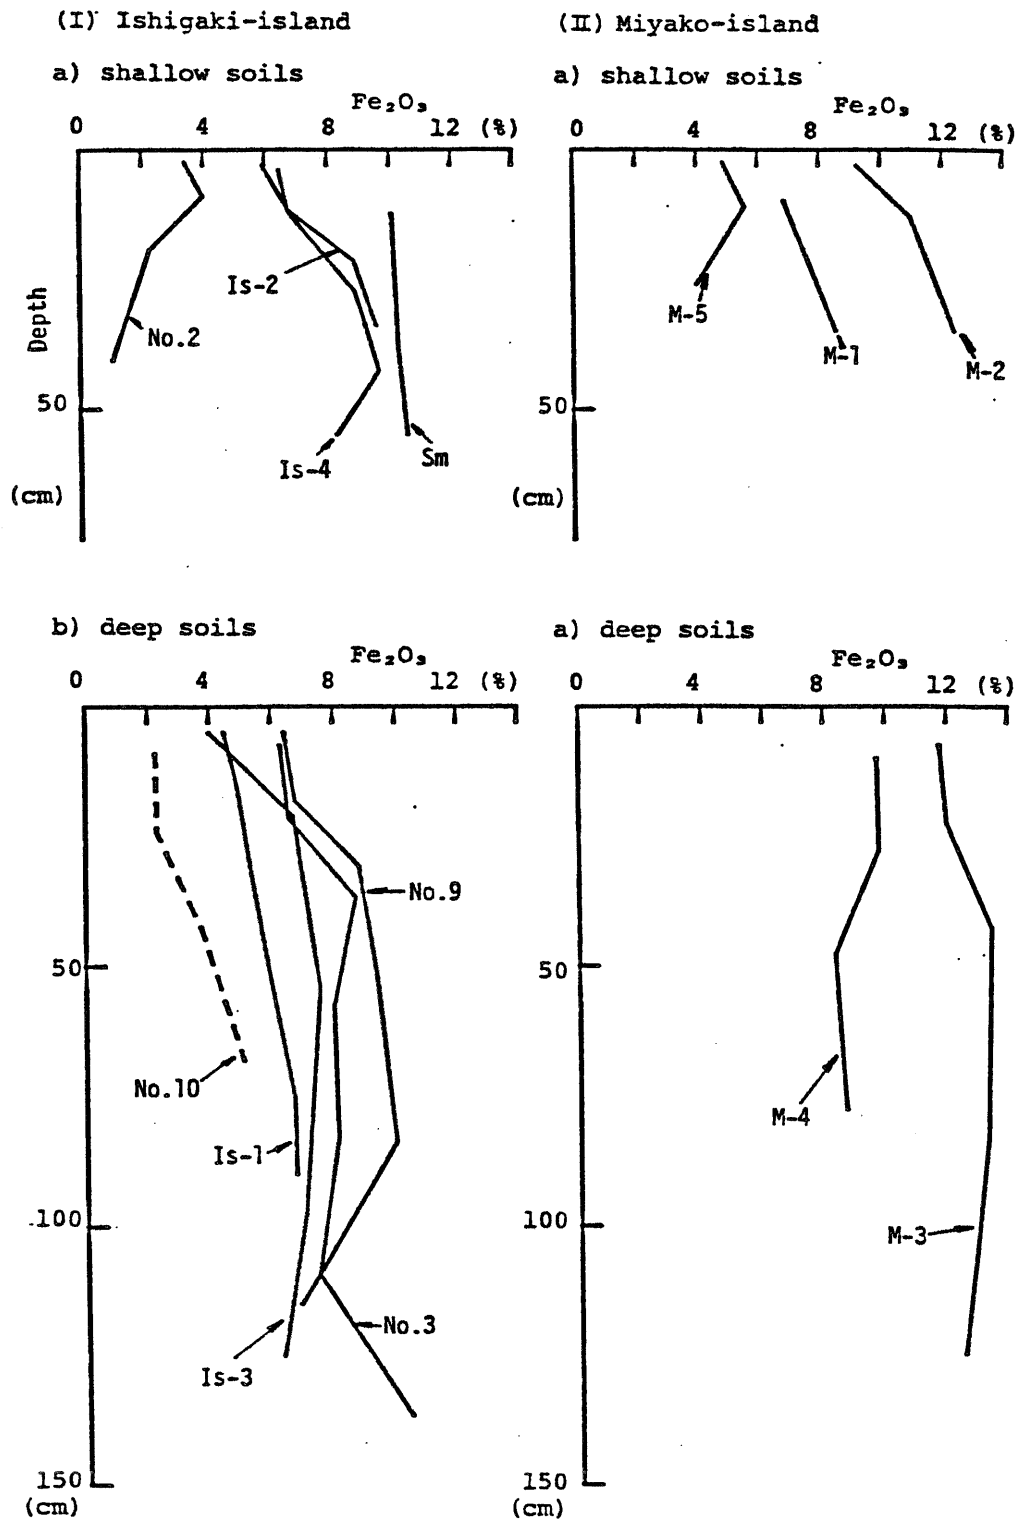 (I) Ishigaki-island
a) shallow soils
Fe₂O₃
0 4 8 12 (%)
Depth
Is-2
No.2
50
Is-4
Sm
(cm)
(II) Miyako-island
a) shallow soils
Fe₂O₃
0 4 8 12 (%)
M-5
M-1
M-2
50
(cm)
b) deep soils
Fe₂O₃
0 4 8 12 (%)
No.9
50
No.10
Is-1
100
No.3
Is-3
150
(cm)
a) deep soils
Fe₂O₃
0 4 8 12 (%)
50
M-4
100
M-3
150
(cm)